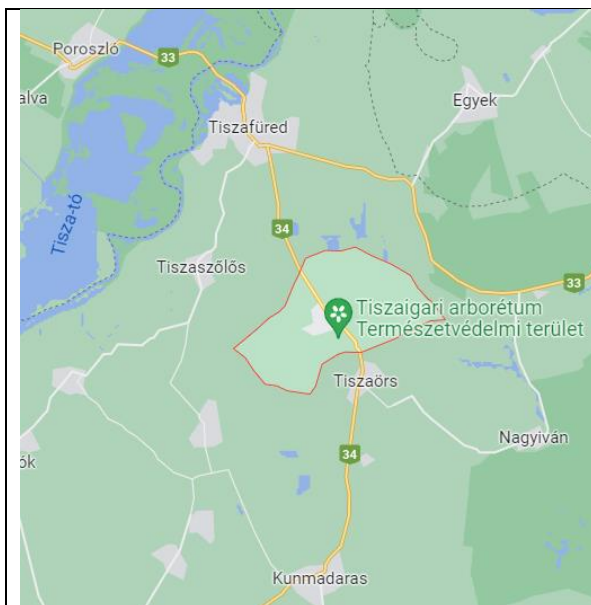 Poroszló
33
alva
Egyek
Tiszafüred
Tisza-tó
34
Tiszaszőlős
33
Tiszaigari arborétum
Természetvédelmi terület
Tiszaörs
Nagyiván
ók
34
Kunmadaras